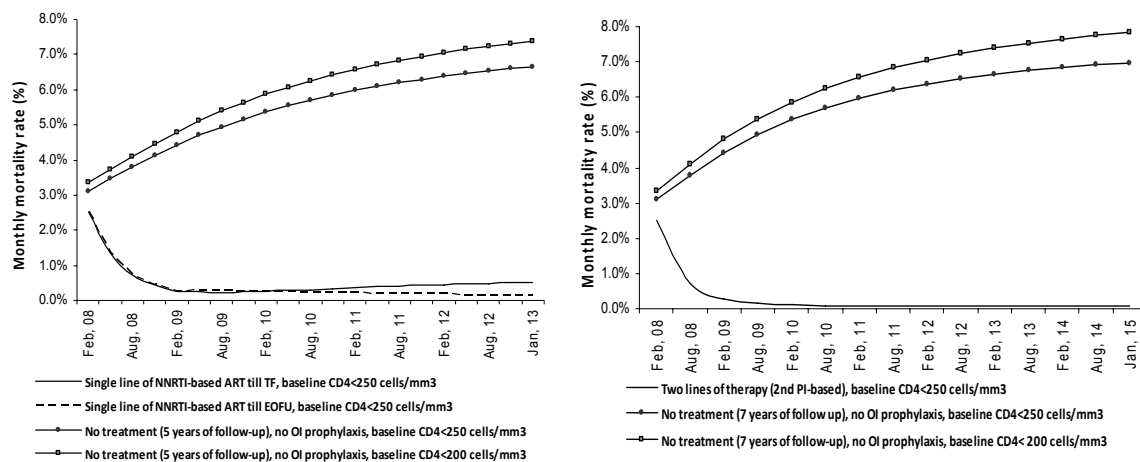 8.0%
7.0%
6.0%
5.0%
4.0%
3.0%
2.0%
1.0%
0.0%
Monthly mortality rate (%)
Feb, 08
Aug, 08
Feb, 09
Aug, 09
Feb, 10
Aug, 10
Feb, 11
Aug, 11
Feb, 12
Aug, 12
Jan, 13
Single line of NNRTI-based ART till TF, baseline CD4<250 cells/mm3
Single line of NNRTI-based ART till EOFU, baseline CD4<250 cells/mm3
No treatment (5 years of follow-up), no OI prophylaxis, baseline CD4<250 cells/mm3
No treatment (5 years of follow-up), no OI prophylaxis, baseline CD4<200 cells/mm3
8.0%
7.0%
6.0%
5.0%
4.0%
3.0%
2.0%
1.0%
0.0%
Monthly mortality rate (%)
Feb, 08
Aug, 08
Feb, 09
Aug, 09
Feb, 10
Aug, 10
Feb, 11
Aug, 11
Feb, 12
Aug, 12
Feb, 13
Aug, 13
Feb, 14
Aug, 14
Jan, 15
Two lines of therapy (2nd PI-based), baseline CD4<250 cells/mm3
No treatment (7 years of follow up), no OI prophylaxis, baseline CD4<250 cells/mm3
No treatment (7 years of follow-up), no OI prophylaxis, baseline CD4< 200 cells/mm3